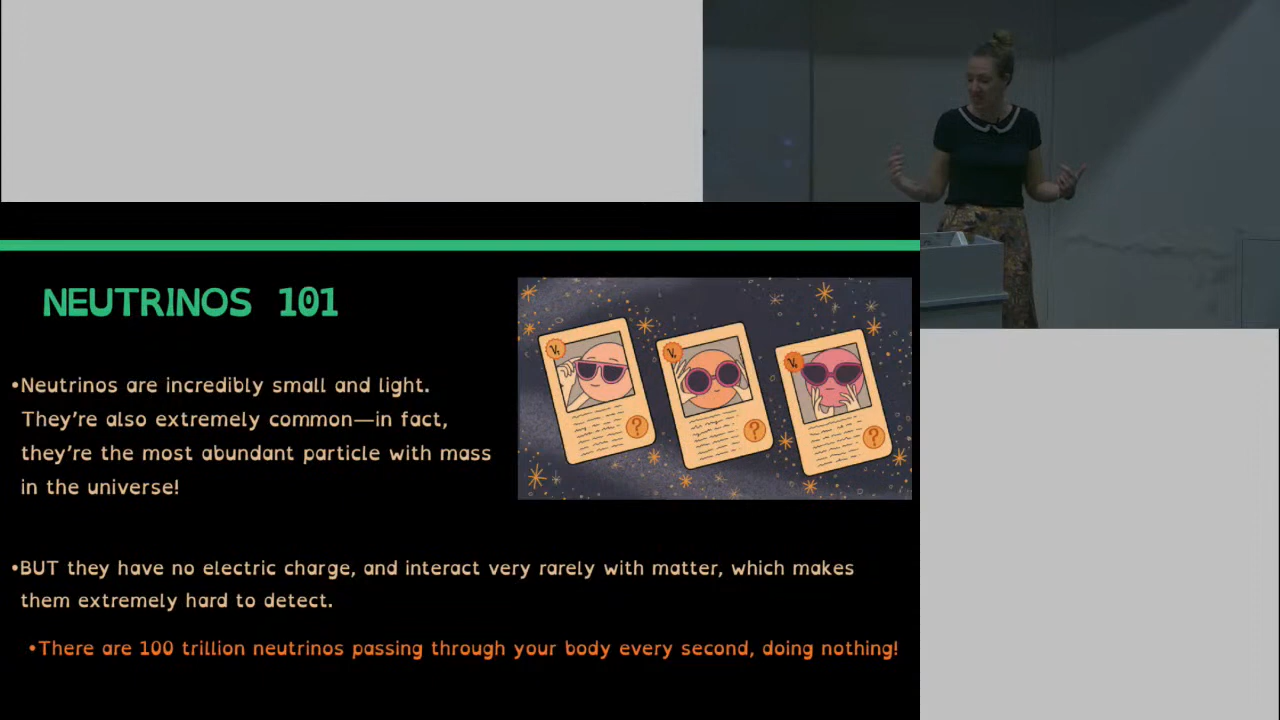 NEUTRINOS 101
•Neutrinos are incredibly small and light.
They're also extremely common—in fact,
they're the most abundant particle with mass
in the universe!
•BUT they have no electric charge, and interact very rarely with matter, which makes
them extremely hard to detect.
•There are 100 trillion neutrinos passing through your body every second, doing nothing!
?
?
?